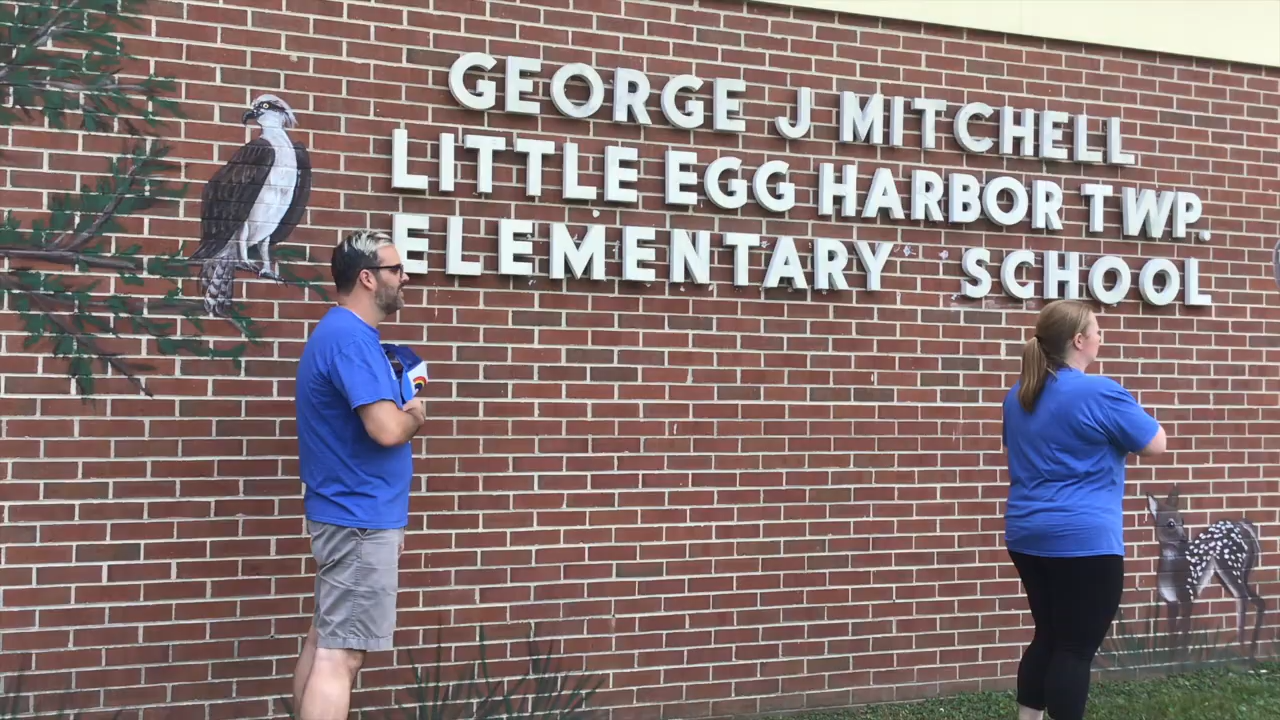 GEORGE J MITCHELL
LITTLE EGG HARBOR TWP.
ELEMENTARY SCHOOL